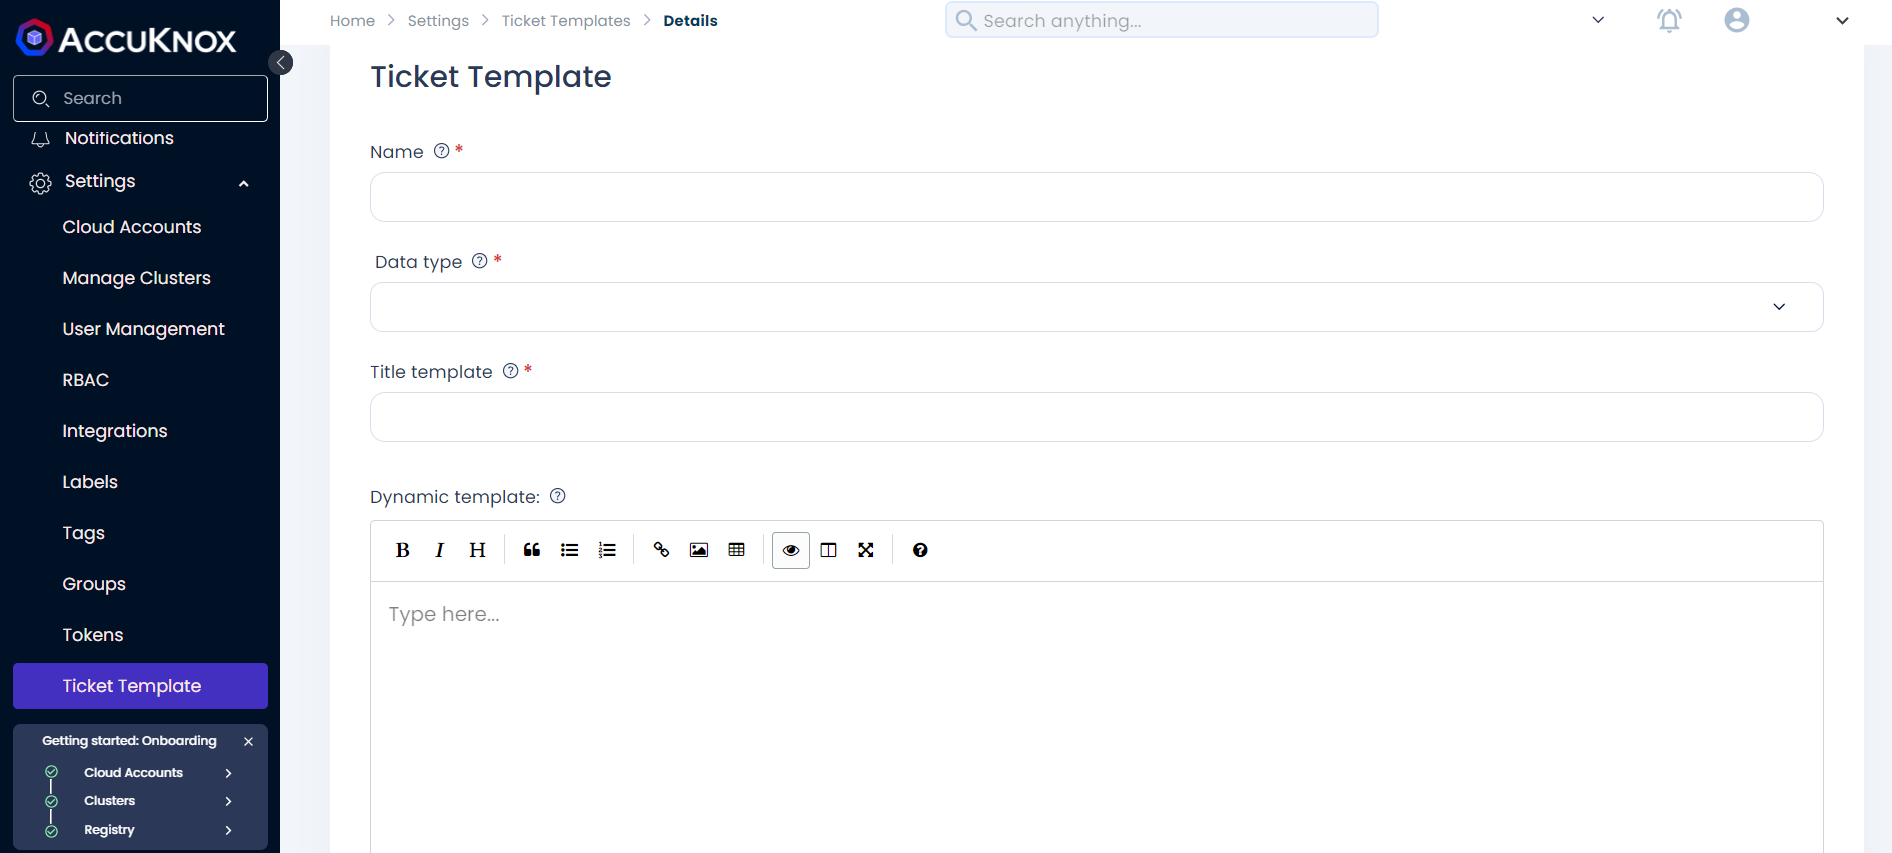 ACCUKNOX
Search
Notifications
Settings
Cloud Accounts
Manage Clusters
User Management
RBAC
Integrations
Labels
Tags
Groups
Tokens
Ticket Template
Getting started: Onboarding
Cloud Accounts
Clusters
Registry
Home > Settings > Ticket Templates > Details
Search anything...
Ticket Template
Name *
Data type *
Title template *
Dynamic template:
B I H
Type here...